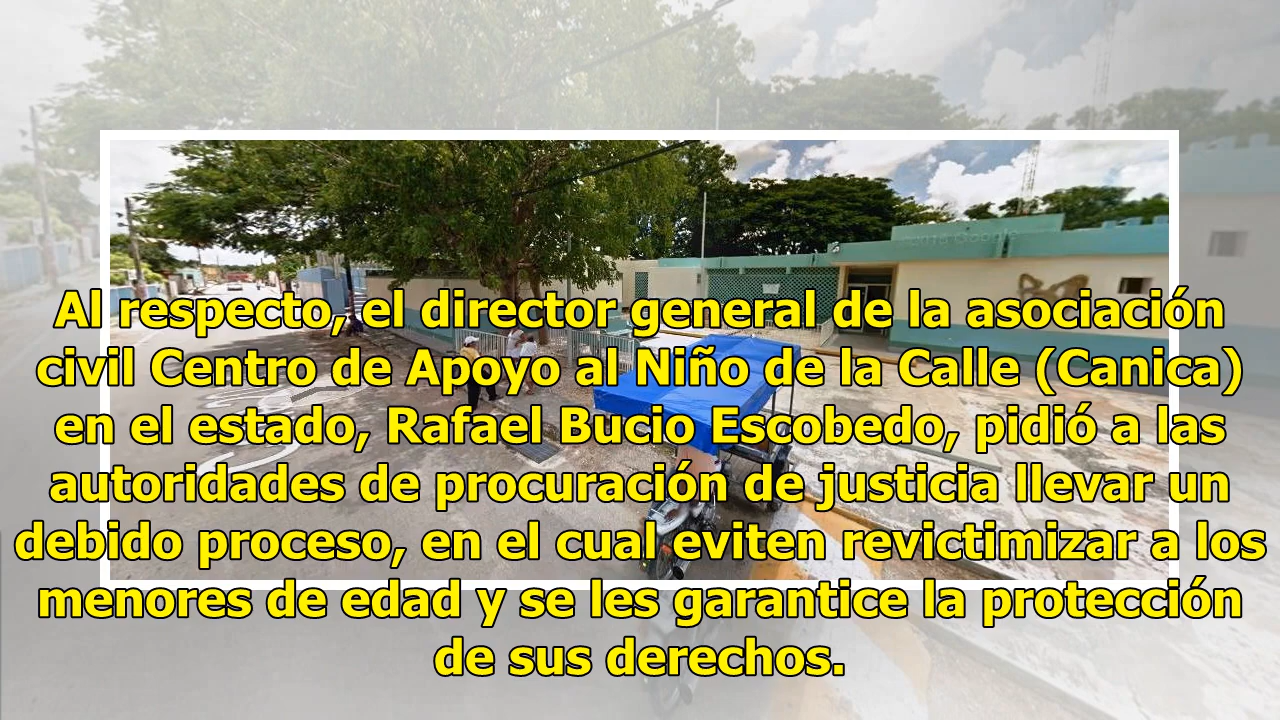 Al respecto, el director general de la asociación
civil Centro de Apoyo al Niño de la Calle (Canica)
en el estado, Rafael Bucio Escobedo, pidió a las
autoridades de procuración de justicia llevar un
debido proceso, en el cual eviten revictimizar a los
menores de edad y se les garantice la protección
de sus derechos.